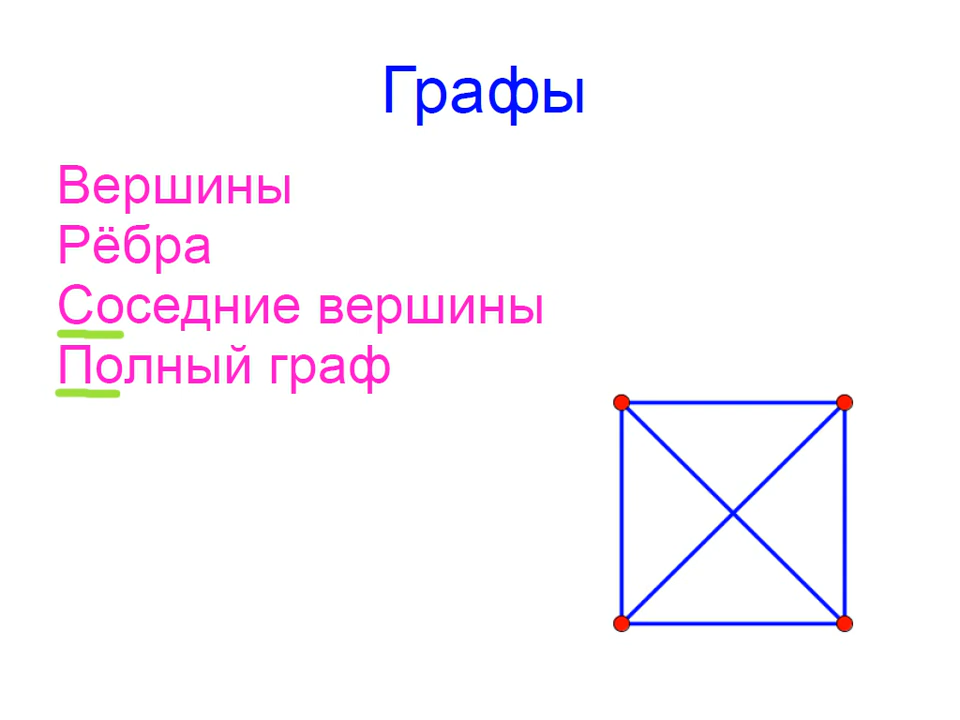 Графы
Вершины
Рёбра
Соседние вершины
Полный граф